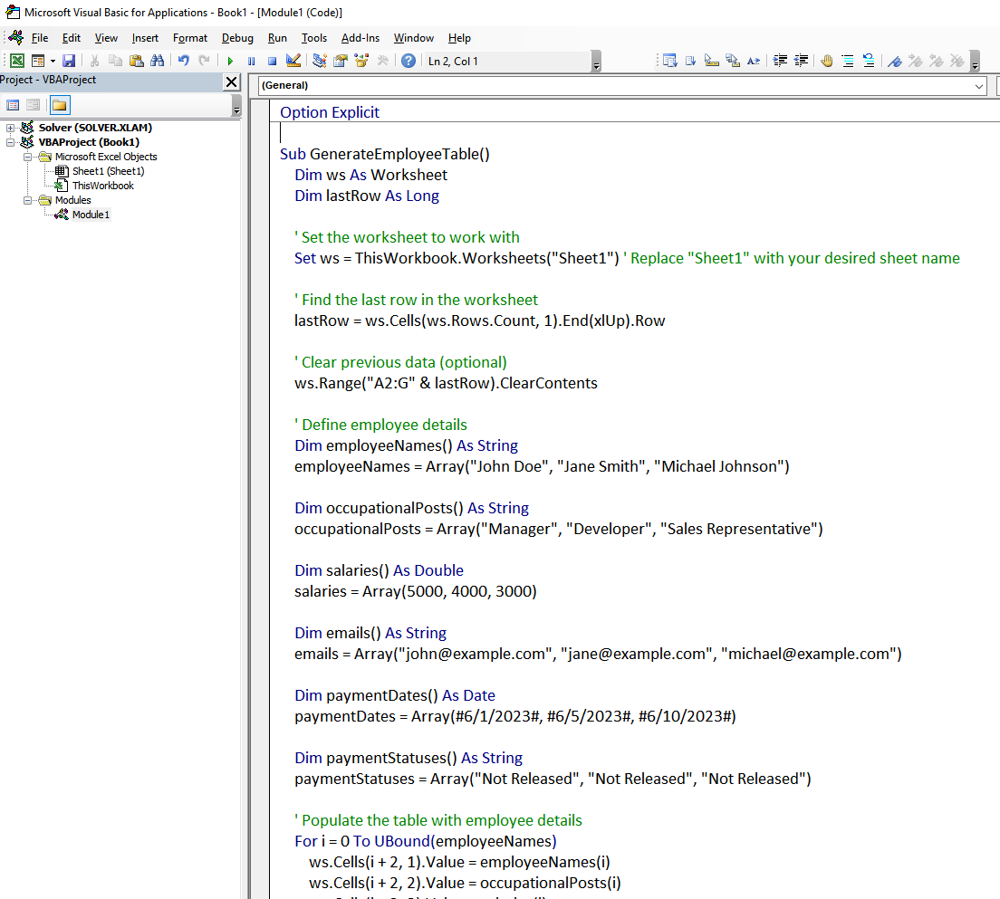 Microsoft Visual Basic for Applications - Book1 - [Module1 (Code)]
File Edit View Insert Format Debug Run Tools Add-Ins Window Help
Ln 2, Col 1
Project - VBAProject
Solver (SOLVER.XLAM)
VBAProject (Book1)
Microsoft Excel Objects
Sheet1 (Sheet1)
ThisWorkbook
Modules
Module1
(General)
Option Explicit
Sub GenerateEmployeeTable()
Dim ws As Worksheet
Dim lastRow As Long
' Set the worksheet to work with
Set ws = ThisWorkbook.Worksheets("Sheet1") ' Replace "Sheet1" with your desired sheet name
' Find the last row in the worksheet
lastRow = ws.Cells(ws.Rows.Count, 1).End(xlUp).Row
' Clear previous data (optional)
ws.Range("A2:G" & lastRow).ClearContents
' Define employee details
Dim employeeNames() As String
employeeNames = Array("John Doe", "Jane Smith", "Michael Johnson")
Dim occupationalPosts() As String
occupationalPosts = Array("Manager", "Developer", "Sales Representative")
Dim salaries() As Double
salaries = Array(5000, 4000, 3000)
Dim emails() As String
emails = Array("john@example.com", "jane@example.com", "michael@example.com")
Dim paymentDates() As Date
paymentDates = Array(#6/1/2023#, #6/5/2023#, #6/10/2023#)
Dim paymentStatuses() As String
paymentStatuses = Array("Not Released", "Not Released", "Not Released")
' Populate the table with employee details
For i = 0 To UBound(employeeNames)
ws.Cells(i + 2, 1).Value = employeeNames(i)
ws.Cells(i + 2, 2).Value = occupationalPosts(i)